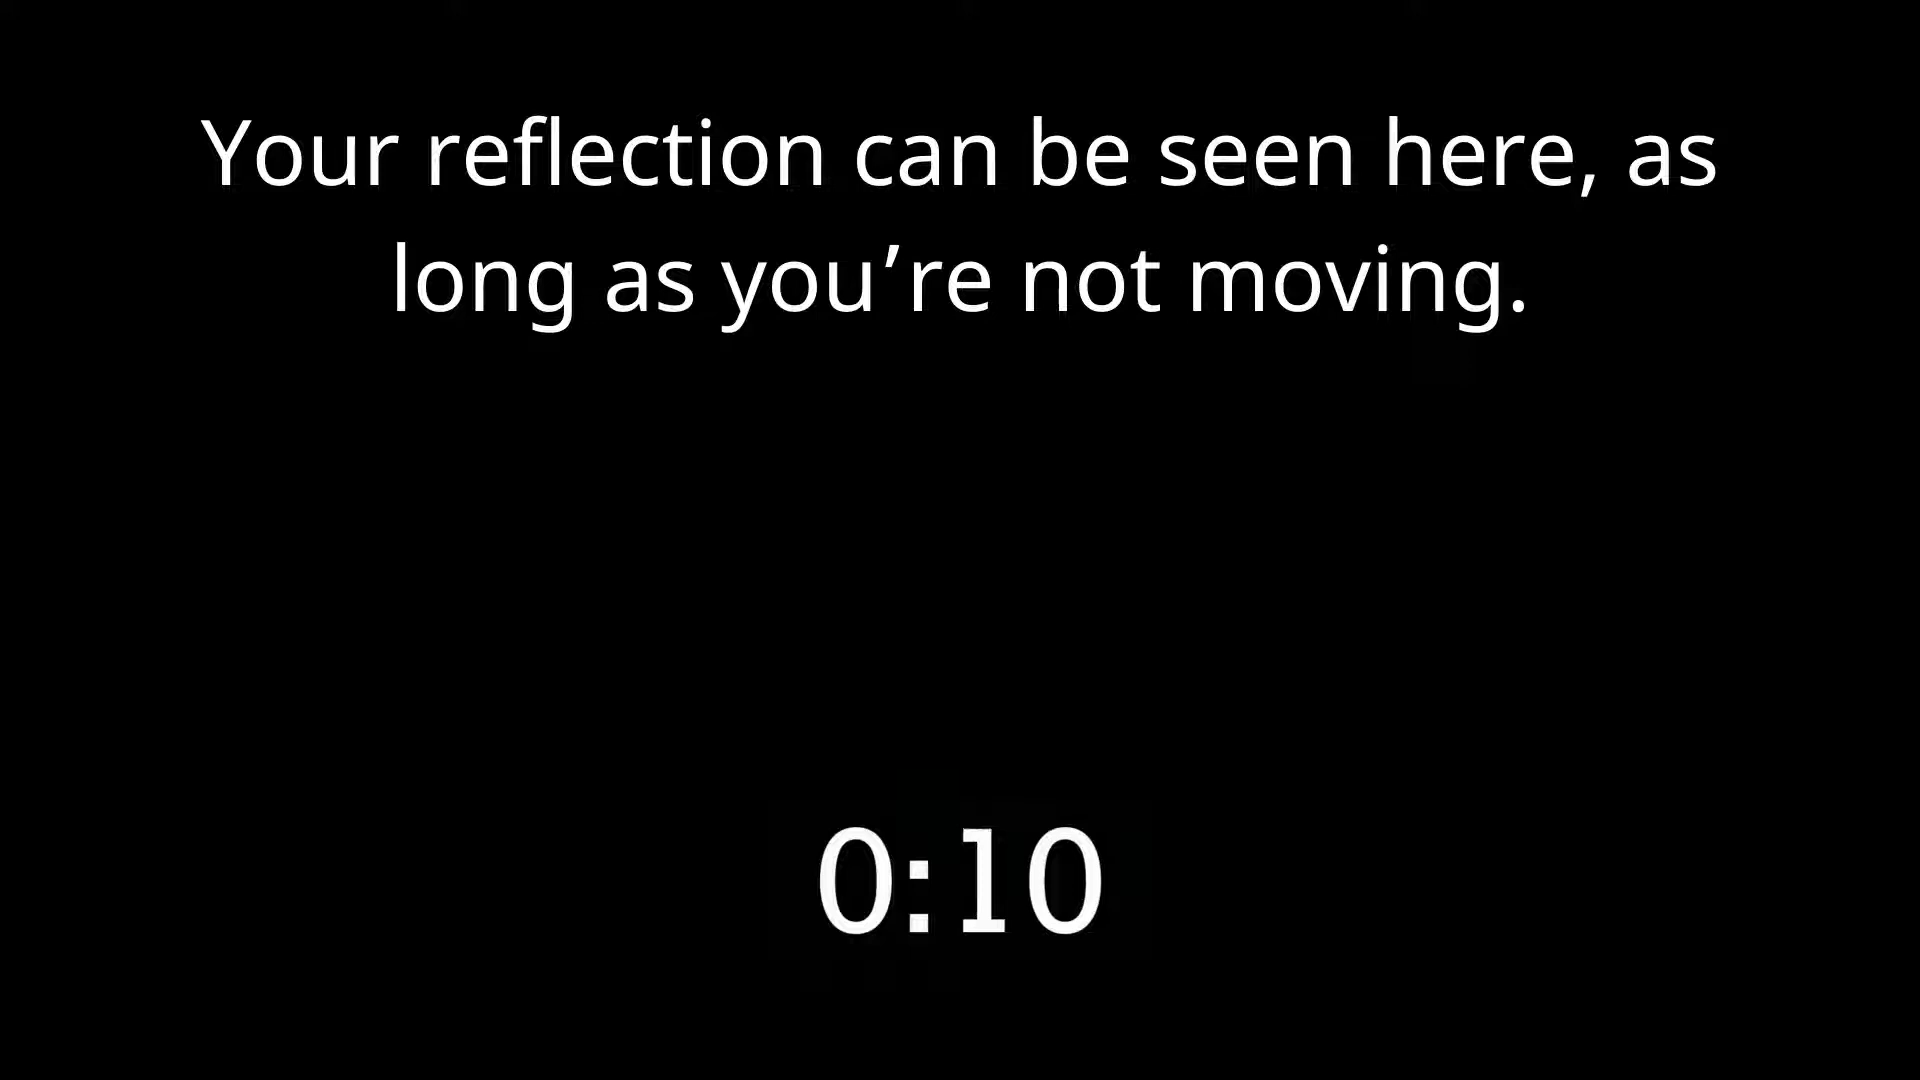 Your reflection can be seen here, as
long as you’re not moving.
0:10